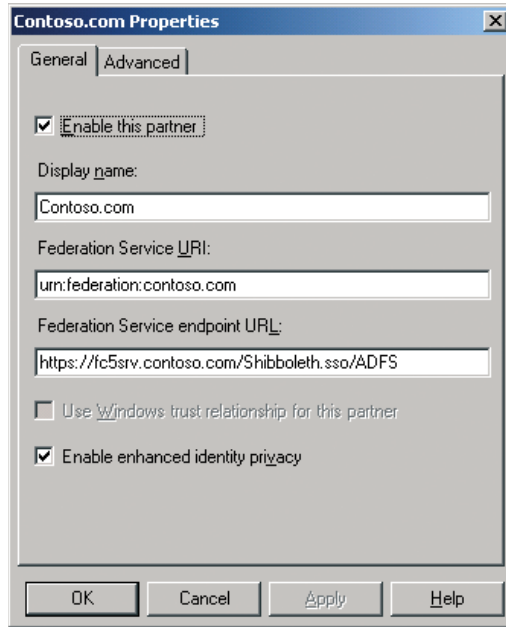 Contoso.com Properties
General Advanced
Enable this partner
Display name:
Contoso.com
Federation Service URI:
urn:federation:contoso.com
Federation Service endpoint URL:
https://fc5srv.contoso.com/Shibboleth.sso/ADFS
Use Windows trust relationship for this partner
Enable enhanced identity privacy
OK Cancel Apply Help